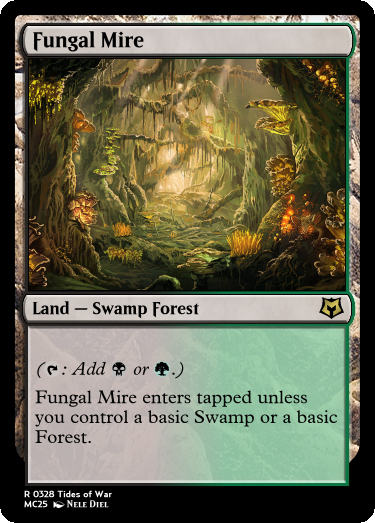 Fungal Mire
Land — Swamp Forest
(: Add or .)
Fungal Mire enters tapped unless
you control a basic Swamp or a basic
Forest.
R 0328 Tides of War
MC25 Nele Diel